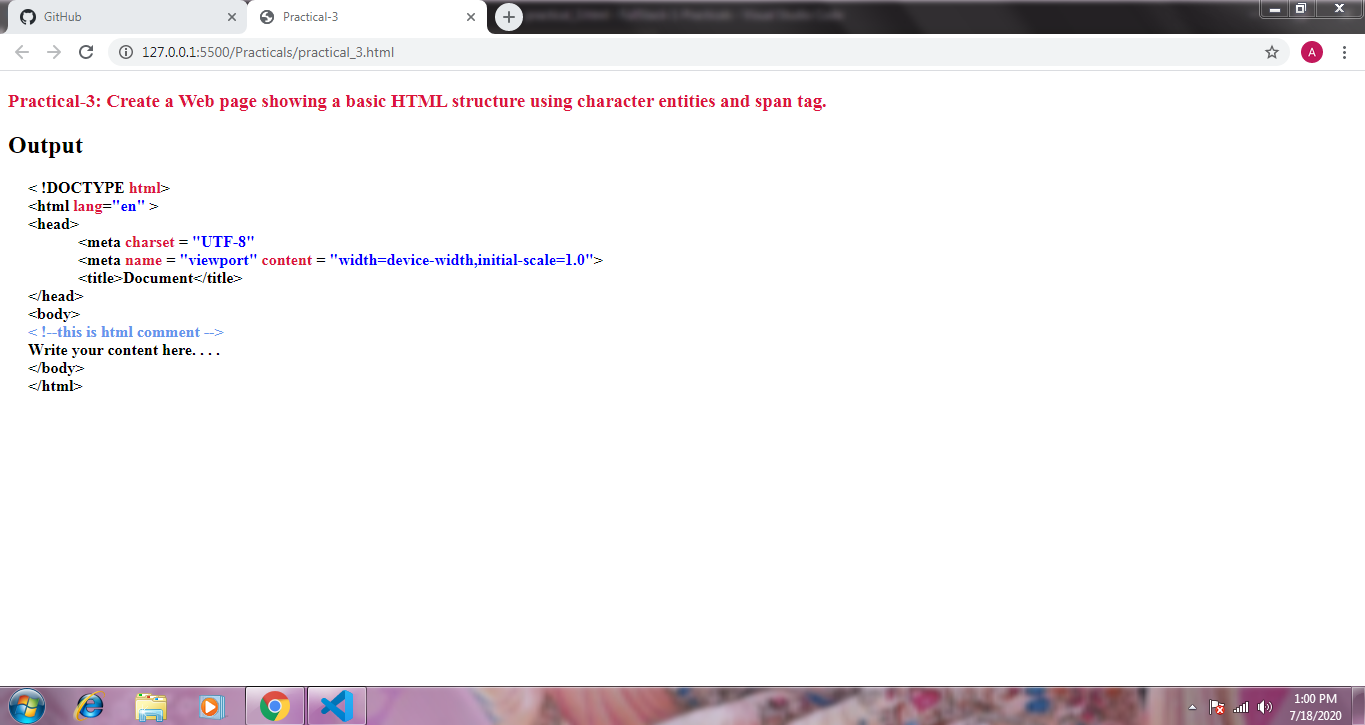 GitHub
Practical-3
127.0.0.1:5500/Practicals/practical_3.html
A
Practical-3: Create a Web page showing a basic HTML structure using character entities and span tag.
Output
< !DOCTYPE html>
<html lang="en" >
<head>
<meta charset = "UTF-8"
<meta name = "viewport" content = "width=device-width,initial-scale=1.0">
<title>Document</title>
</head>
<body>
< !--this is html comment -->
Write your content here. . . .
</body>
</html>
1:00 PM
7/18/2020